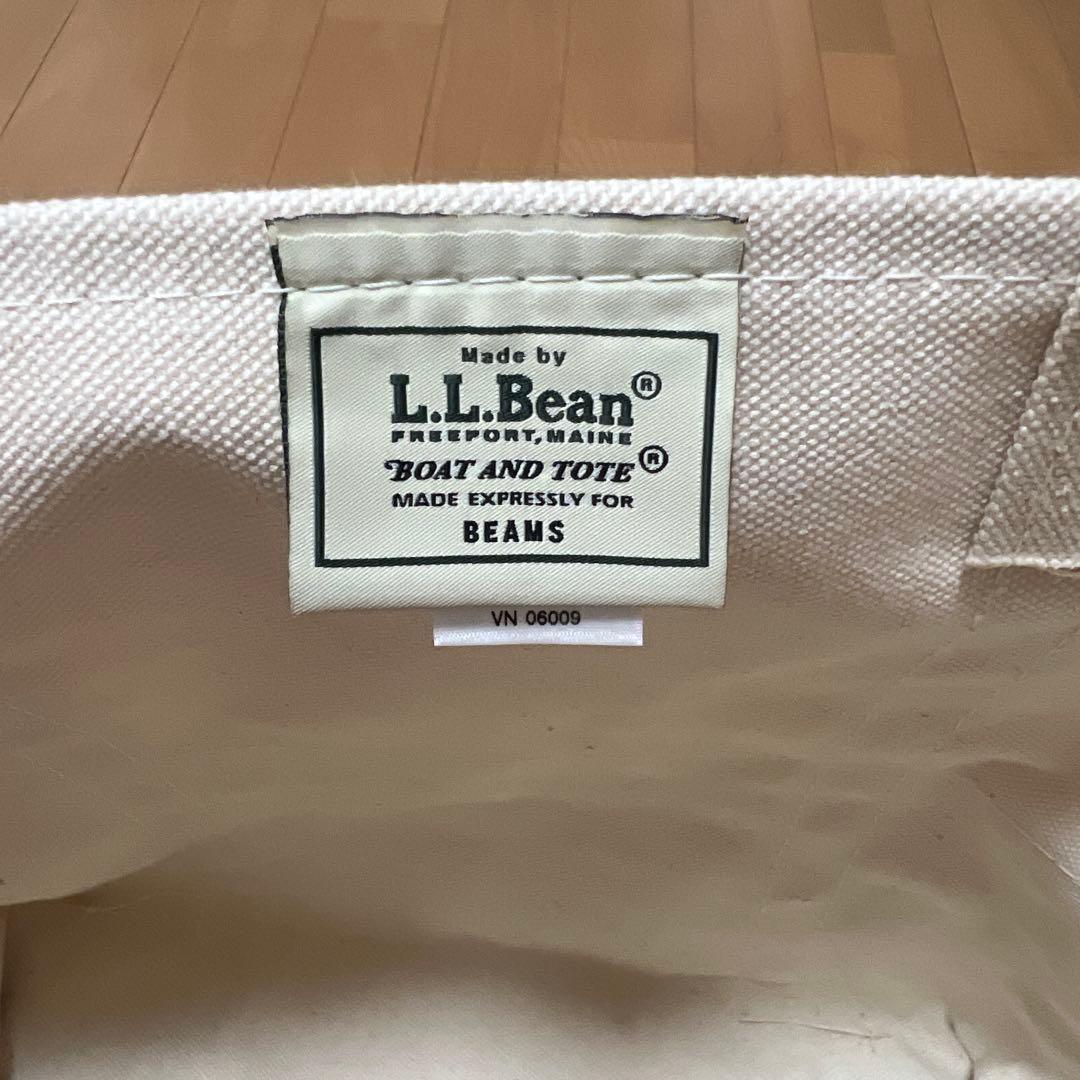 Made by
L.L.Bean®
FREEPORT, MAINE
BOAT AND TOTE®
MADE EXPRESSLY FOR
BEAMS
VN 06009